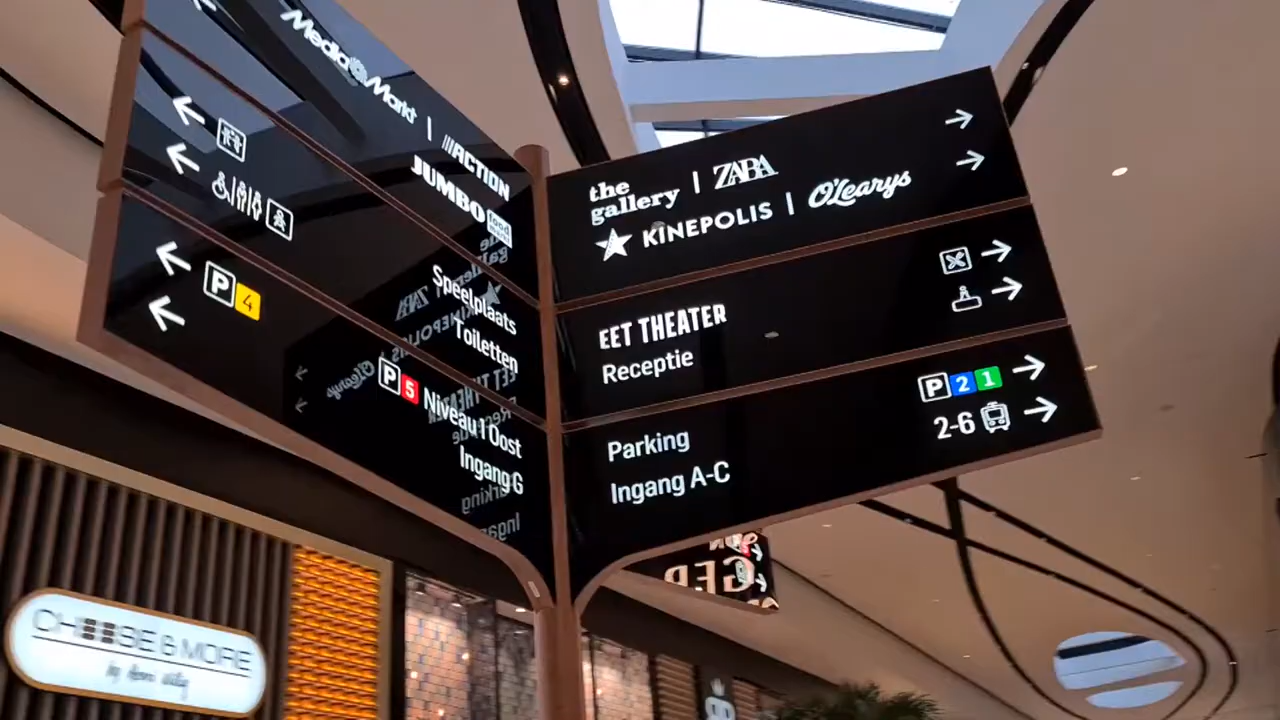 MediaMarkt | ACTION
JUMBO food markt
Speelplaats
Toiletten
P 4
P 5 Niveau 1 Oost
Ingang G
the gallery | ZARA
KINEPOLIS | O'Learys
EET THEATER
Receptie
Parking P 2 1
Ingang A-C 2-6
CHEESE & MORE